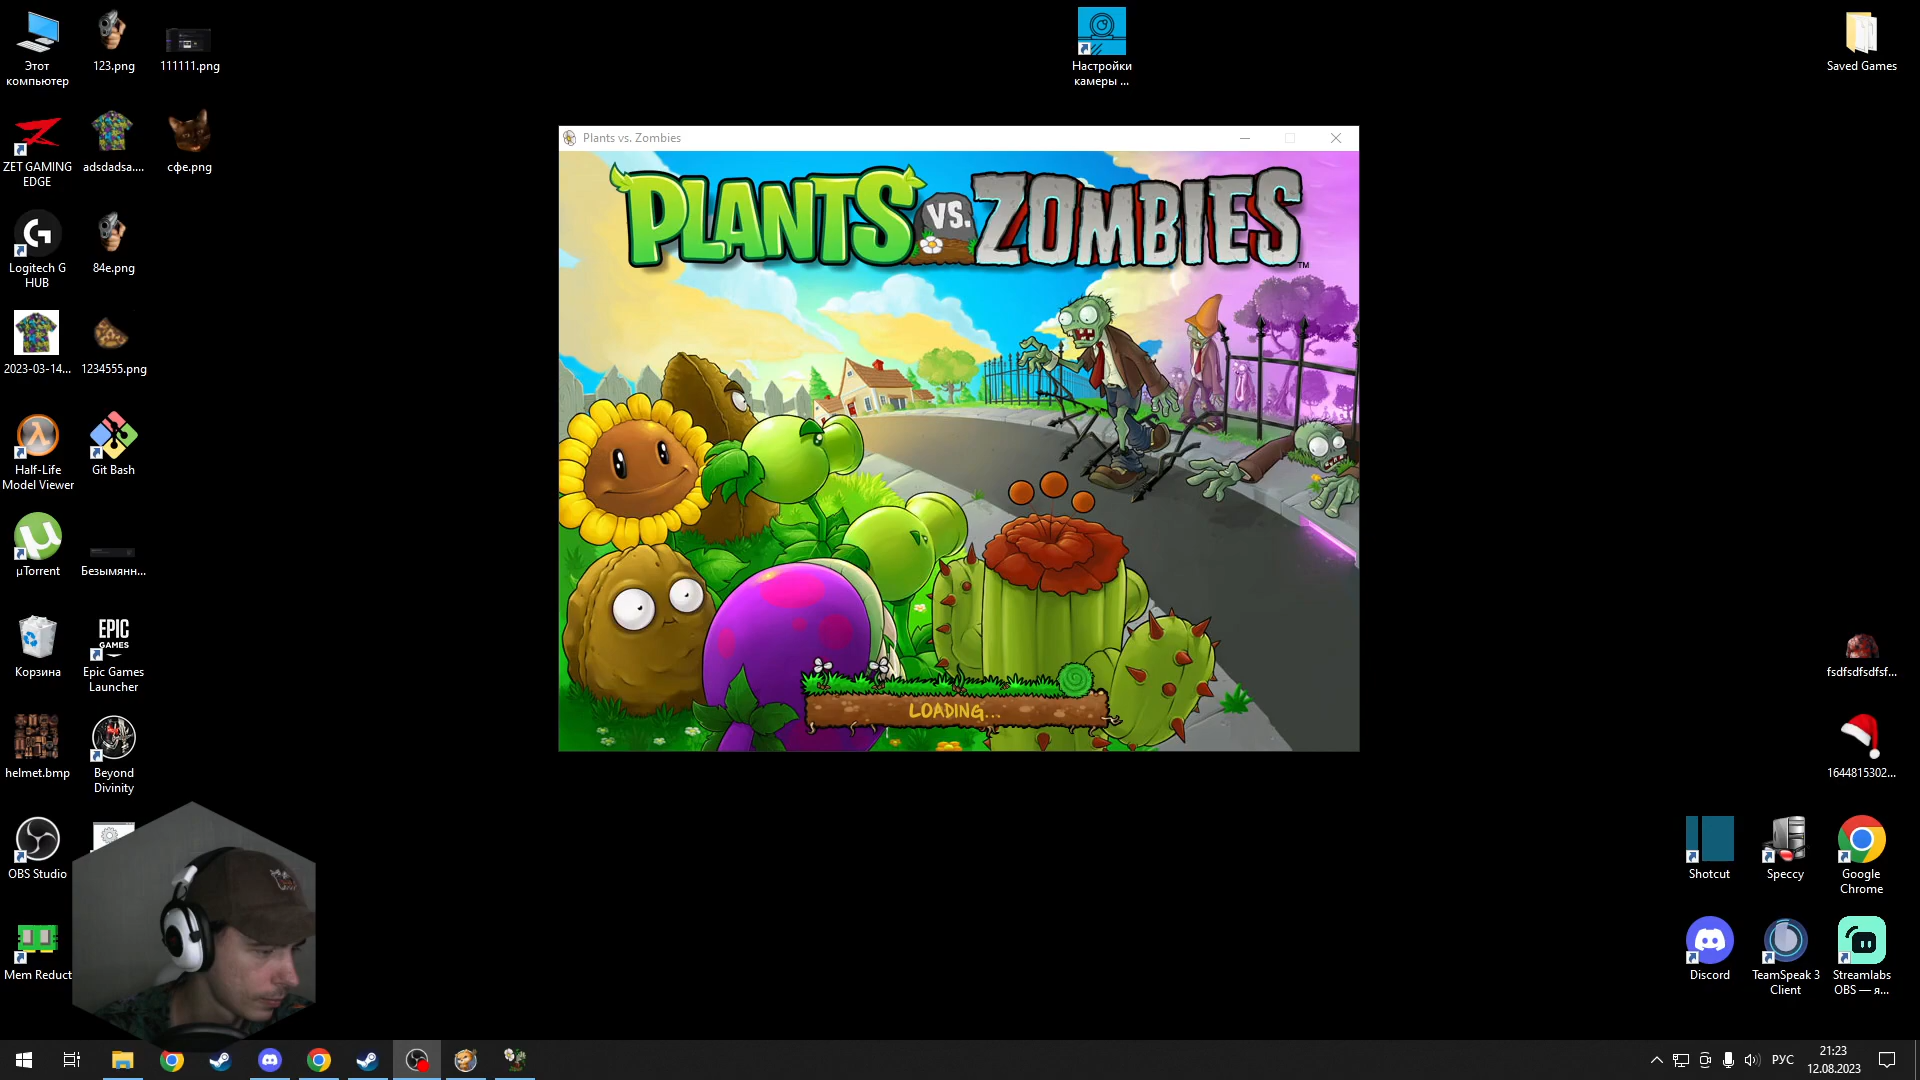 Этот
компьютер
123.png
111111.png
Настройки
камеры ...
Saved Games
Plants vs. Zombies
PLANTS VS. ZOMBIES
TM
ZET GAMING
EDGE
adsdadsa....
сфе.png
Logitech G
HUB
84e.png
2023-03-14...
1234555.png
Half-Life
Model Viewer
Git Bash
µTorrent
Безымянн...
Корзина
EPIC
GAMES
Epic Games
Launcher
fsdfsdfsdfsf...
LOADING...
helmet.bmp
Beyond
Divinity
1644815302...
OBS Studio
Shotcut
Speccy
Google
Chrome
Mem Reduct
Discord
TeamSpeak 3
Client
Streamlabs
OBS — я...
РУС
21:23
12.08.2023